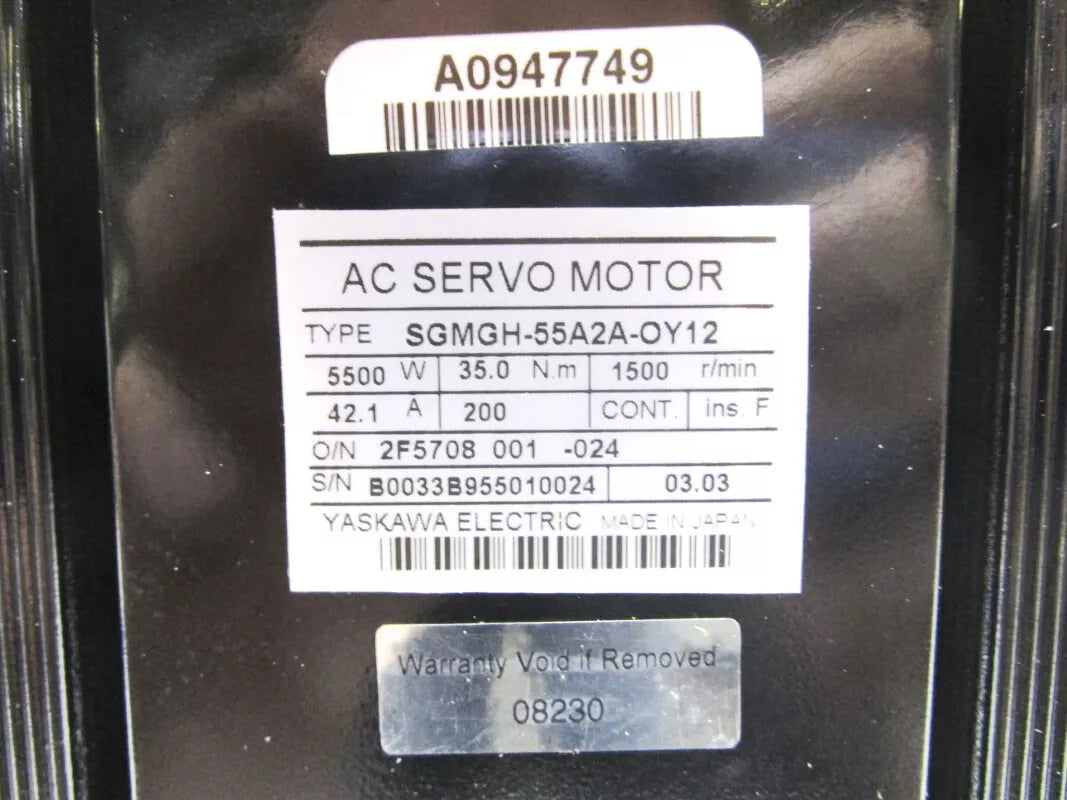 A0947749
AC SERVO MOTOR
TYPE SGMGH-55A2A-OY12
5500 W 35.0 N.m 1500 r/min
42.1 A 200 CONT. ins. F
O/N 2F5708 001 -024
S/N B0033B955010024 03.03
YASKAWA ELECTRIC MADE IN JAPAN
Warranty Void if Removed
08230